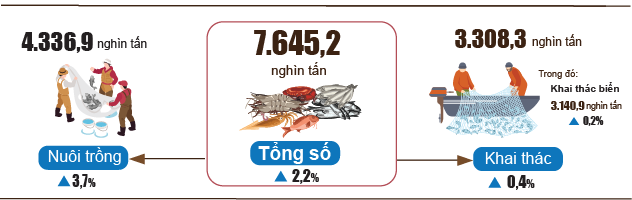 4.336,9 nghìn tấn
Nuôi trồng
▲ 3,7%
7.645,2
nghìn tấn
Tổng số
▲ 2,2%
3.308,3 nghìn tấn
Trong đó:
Khai thác biển
3.140,9 nghìn tấn
▲ 0,2%
Khai thác
▲ 0,4%